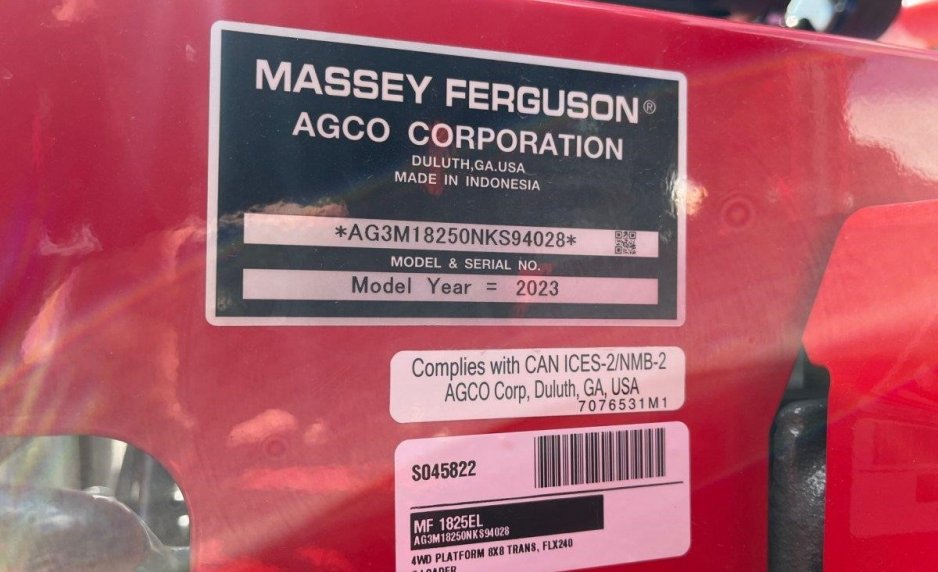 MASSEY FERGUSON®
AGCO CORPORATION
DULUTH,GA.USA
MADE IN INDONESIA
*AG3M18250NKS94028*
MODEL & SERIAL NO.
Model Year = 2023
Complies with CAN ICES-2/NMB-2
AGCO Corp, Duluth, GA, USA
7076531M1
S045822
MF 1825EL
AG3M18250NKS94028
4WD PLATFORM 8X8 TRANS, FLX240
LOADER